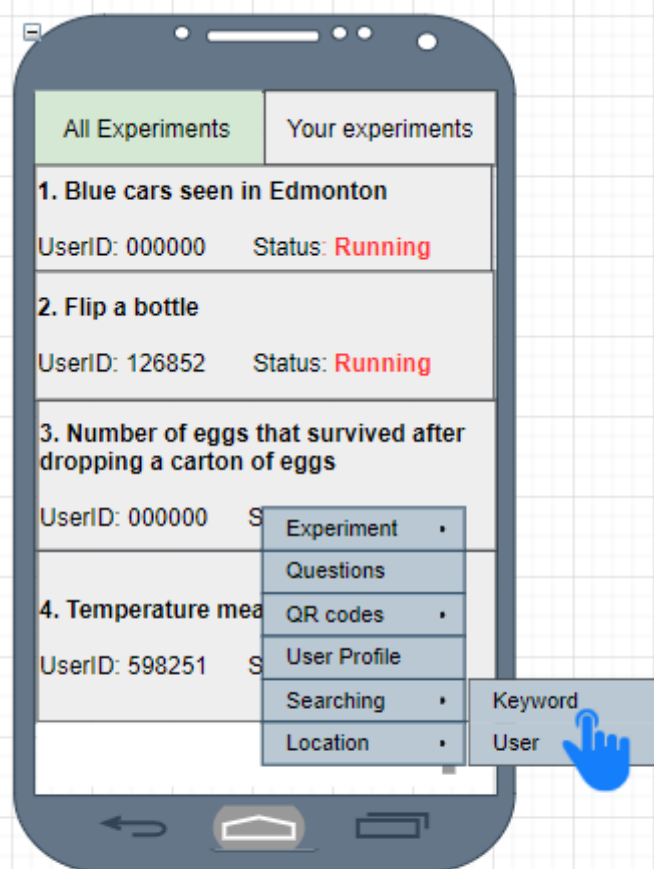 All Experiments
Your experiments
1. Blue cars seen in Edmonton
UserID: 000000 Status: Running
2. Flip a bottle
UserID: 126852 Status: Running
3. Number of eggs that survived after
dropping a carton of eggs
UserID: 000000 S
4. Temperature mea
UserID: 598251 S
Experiment
Questions
QR codes
User Profile
Searching
Location
Keyword
User